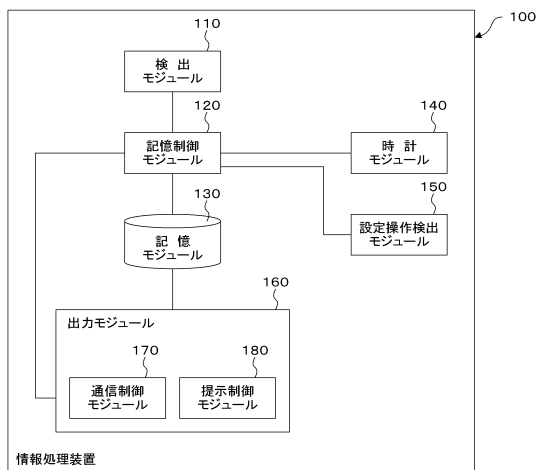 100
110
検 出
モジュール
120
記憶制御
モジュール
140
時 計
モジュール
130
記 憶
モジュール
150
設定操作検出
モジュール
160
出力モジュール
170
通信制御
モジュール
180
提示制御
モジュール
情報処理装置